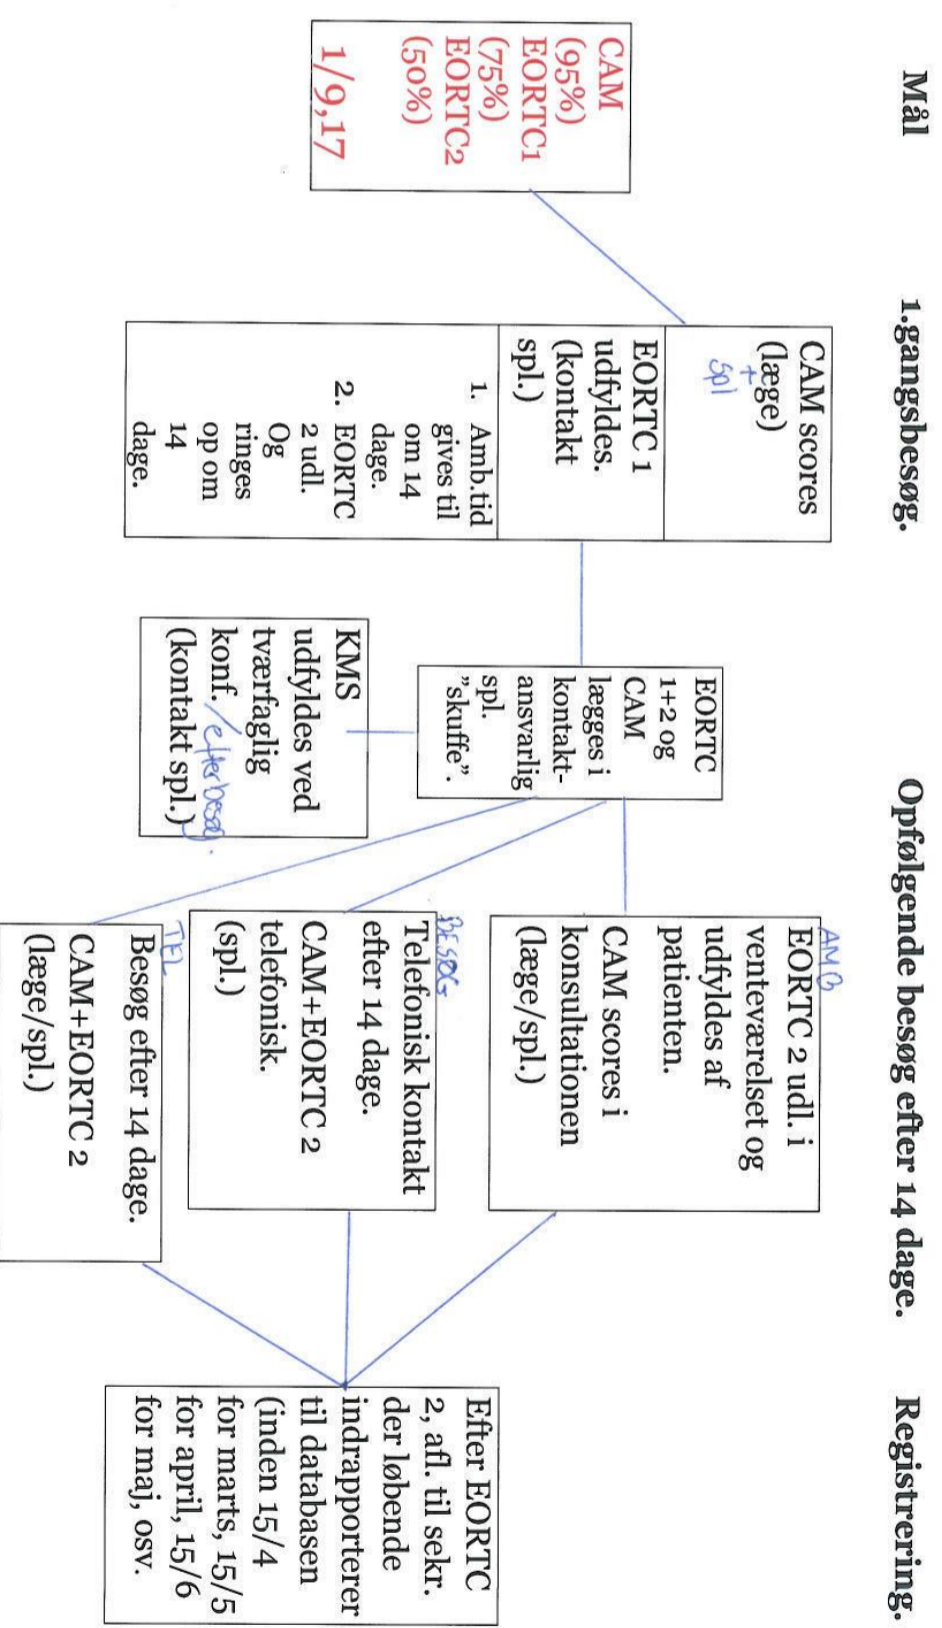 Mål
1.gangsbesøg.
Opfølgende besøg efter 14 dage.
Registrering.
CAM
(95%)
EORTC1
(75%)
EORTC2
(50%)
1/9,17
CAM scores
(læge)
+
spl
EORTC 1
udfyldes.
(kontakt
spl.)
1. Amb.tid
gives til
om 14
dage.
2. EORTC
2 udl.
Og
ringes
op om
14
dage.
EORTC
1+2 og
CAM
lægges i
kontakt-
ansvarlig
spl.
”skuffe”.
KMS
udfyldes ved
tværfaglig
konf. / efter besøg.
(kontakt spl.)
AMB
EORTC 2 udl. i
venteværelset og
udfyldes af
patienten.
CAM scores i
konsultationen
(læge/spl.)
BESØG
Telefonisk kontakt
efter 14 dage.
CAM+EORTC 2
telefonisk.
(spl.)
TEL
Besøg efter 14 dage.
CAM+EORTC 2
(læge/spl.)
Efter EORTC
2, afl. til sekr.
der løbende
indrapporterer
til databasen
(inden 15/4
for marts, 15/5
for april, 15/6
for maj, osv.